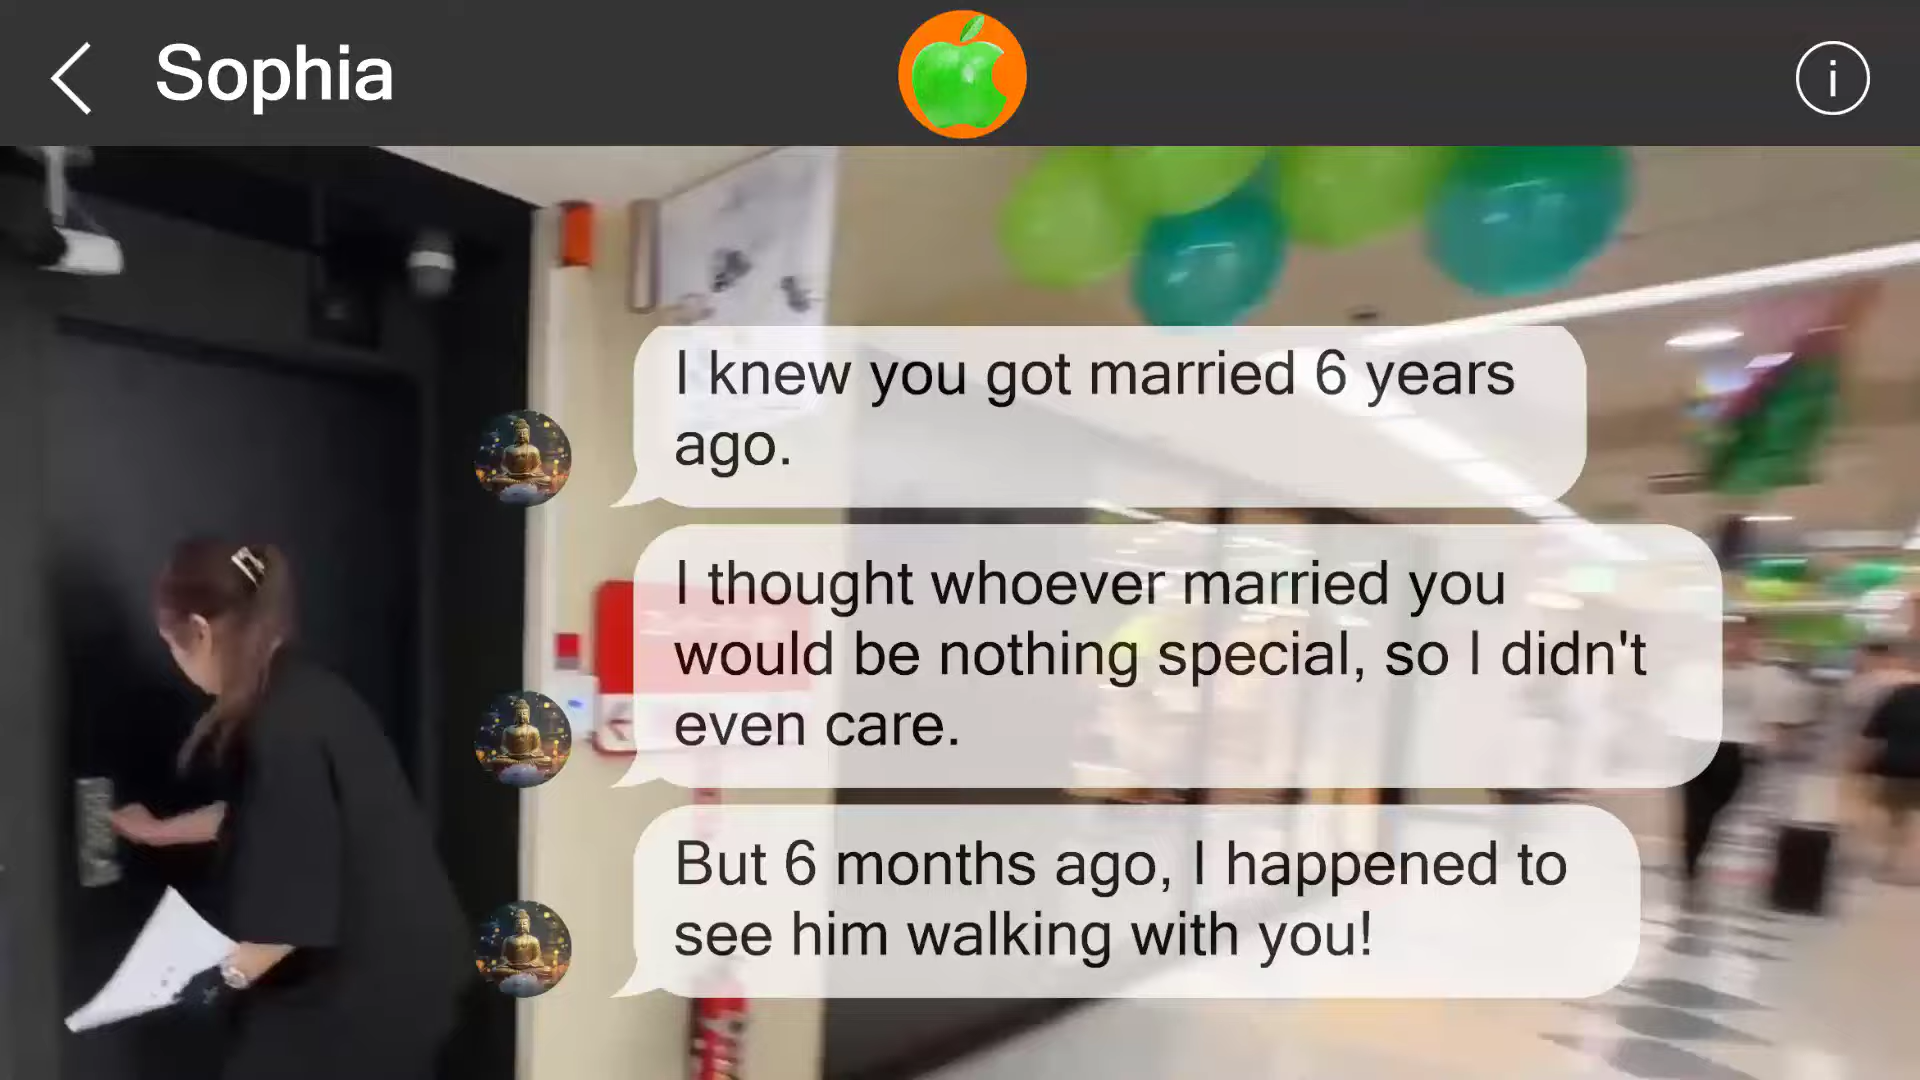 Sophia
i
I knew you got married 6 years
ago.
I thought whoever married you
would be nothing special, so I didn't
even care.
But 6 months ago, I happened to
see him walking with you!